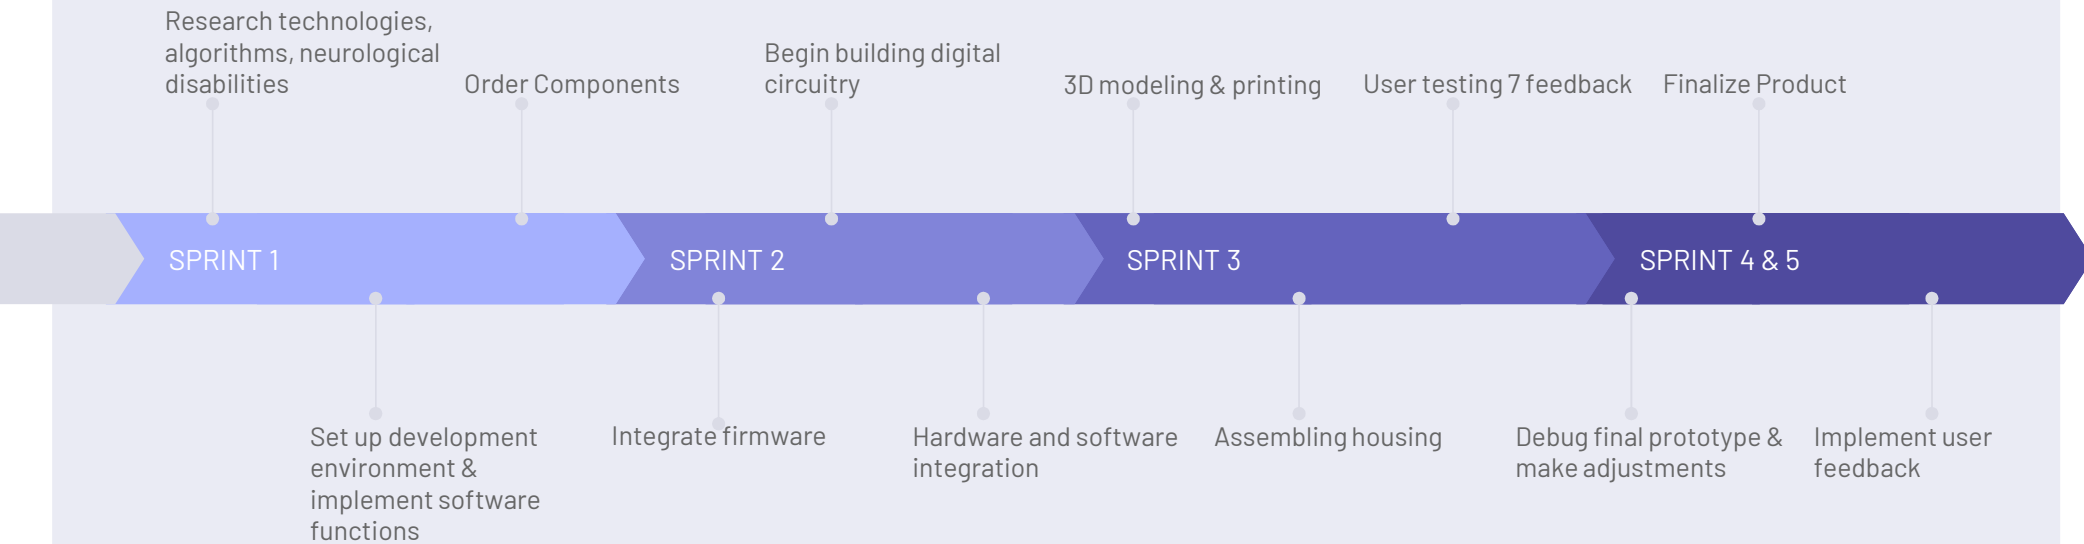 Research technologies,
algorithms, neurological
disabilities
Order Components
Begin building digital
circuitry
3D modeling & printing
User testing 7 feedback
Finalize Product
SPRINT 1
SPRINT 2
SPRINT 3
SPRINT 4 & 5
Set up development
environment &
implement software
functions
Integrate firmware
Hardware and software
integration
Assembling housing
Debug final prototype &
make adjustments
Implement user
feedback